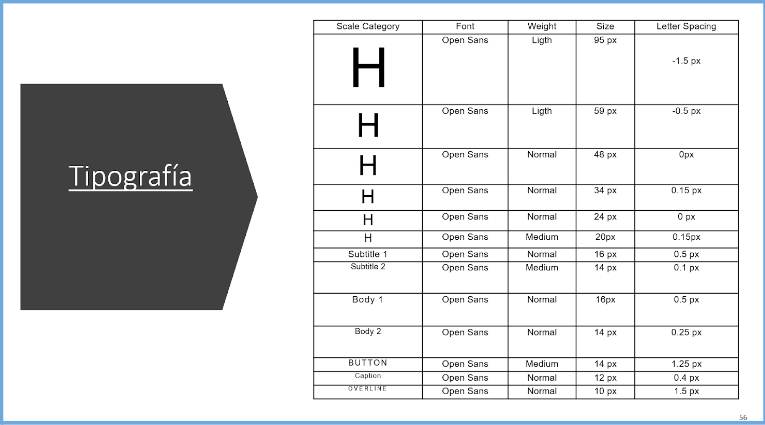 Tipografía
Scale Category Font Weight Size Letter Spacing
H Open Sans Ligth 95 px -1.5 px
H Open Sans Ligth 59 px -0.5 px
H Open Sans Normal 48 px 0px
H Open Sans Normal 34 px 0.15 px
H Open Sans Normal 24 px 0 px
H Open Sans Medium 20px 0.15px
Subtitle 1 Open Sans Normal 16 px 0.5 px
Subtitle 2 Open Sans Medium 14 px 0.1 px
Body 1 Open Sans Normal 16px 0.5 px
Body 2 Open Sans Normal 14 px 0.25 px
BUTTON Open Sans Medium 14 px 1.25 px
Caption Open Sans Normal 12 px 0.4 px
OVERLINE Open Sans Normal 10 px 1.5 px
56